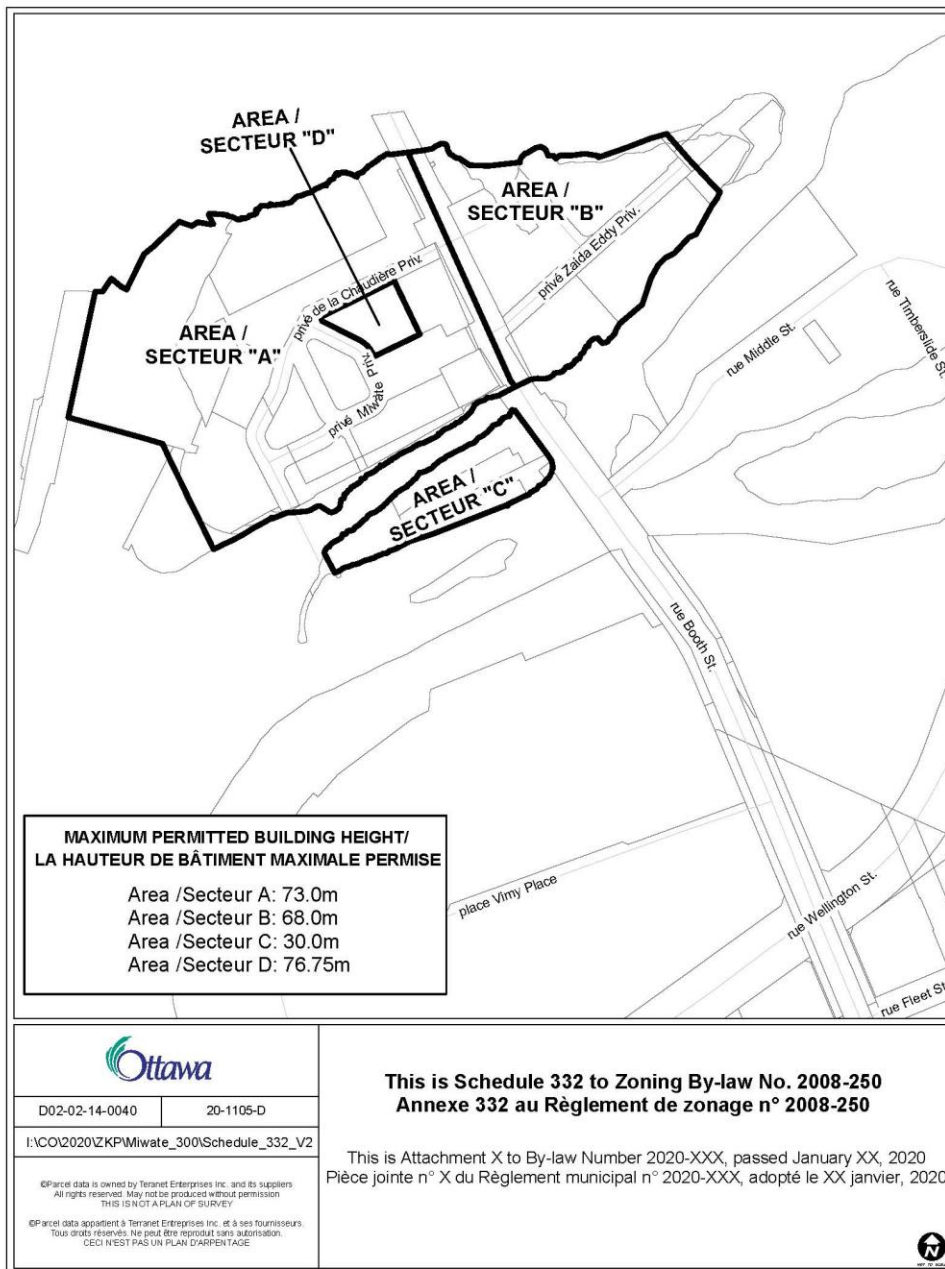 AREA /
SECTEUR "D"
AREA /
SECTEUR "B"
AREA /
SECTEUR "A"
AREA /
SECTEUR "C"
privé de la Chaudière Priv.
privé Zaida Eddy Priv.
privé Miwate Priv.
rue Middle St.
rue Timberslide St.
rue Booth St.
place Vimy Place
rue Wellington St.
rue Fleet St.
MAXIMUM PERMITTED BUILDING HEIGHT/
LA HAUTEUR DE BÂTIMENT MAXIMALE PERMISE
Area /Secteur A: 73.0m
Area /Secteur B: 68.0m
Area /Secteur C: 30.0m
Area /Secteur D: 76.75m
Ottawa
D02-02-14-0040
20-1105-D
I:\CO\2020\ZKP\Miwate_300\Schedule_332_V2
©Parcel data is owned by Teranet Enterprises Inc. and its suppliers
All rights reserved. May not be produced without permission
THIS IS NOT A PLAN OF SURVEY
©Parcel data appartient à Terranet Entreprises Inc. et à ses fournisseurs.
Tous droits réservés. Ne peut être reproduit sans autorisation.
CECI N'EST PAS UN PLAN D'ARPENTAGE
This is Schedule 332 to Zoning By-law No. 2008-250
Annexe 332 au Règlement de zonage n° 2008-250
This is Attachment X to By-law Number 2020-XXX, passed January XX, 2020
Pièce jointe n° X du Règlement municipal n° 2020-XXX, adopté le XX janvier, 2020
N
NOT TO SCALE